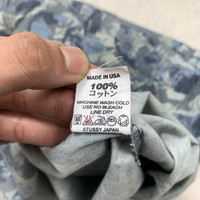 MADE IN USA
100%
コットン
MACHINE WASH COLD
USE NO BLEACH
LINE DRY
STUSSY JAPAN